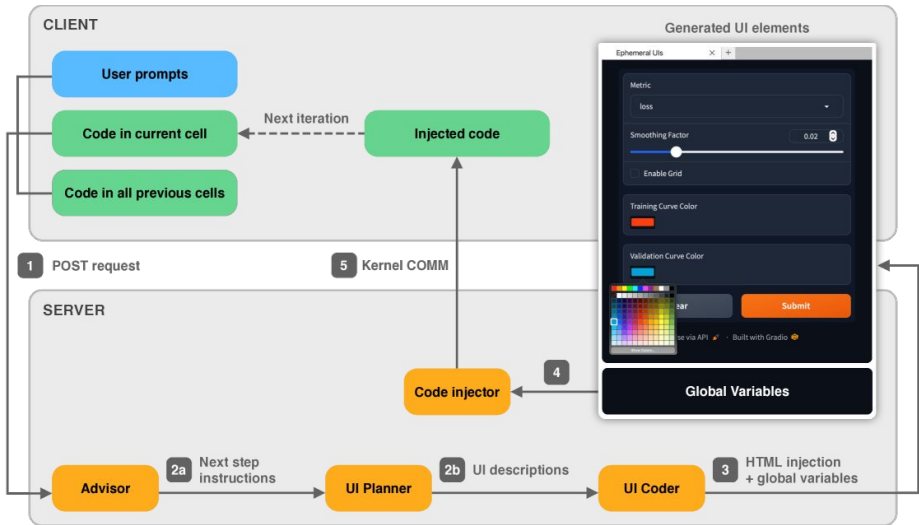 CLIENT
Generated UI elements
User prompts
Code in current cell
Next iteration
Injected code
Code in all previous cells
Ephemeral UIs
Metric
loss
Smoothing Factor
0.02
Enable Grid
Training Curve Color
Validation Curve Color
ear
Submit
se via API
· Built with Gradio
1 POST request
5 Kernel COMM
SERVER
Code injector
4
Global Variables
Advisor
2a Next step
instructions
UI Planner
2b UI descriptions
UI Coder
3 HTML injection
+ global variables